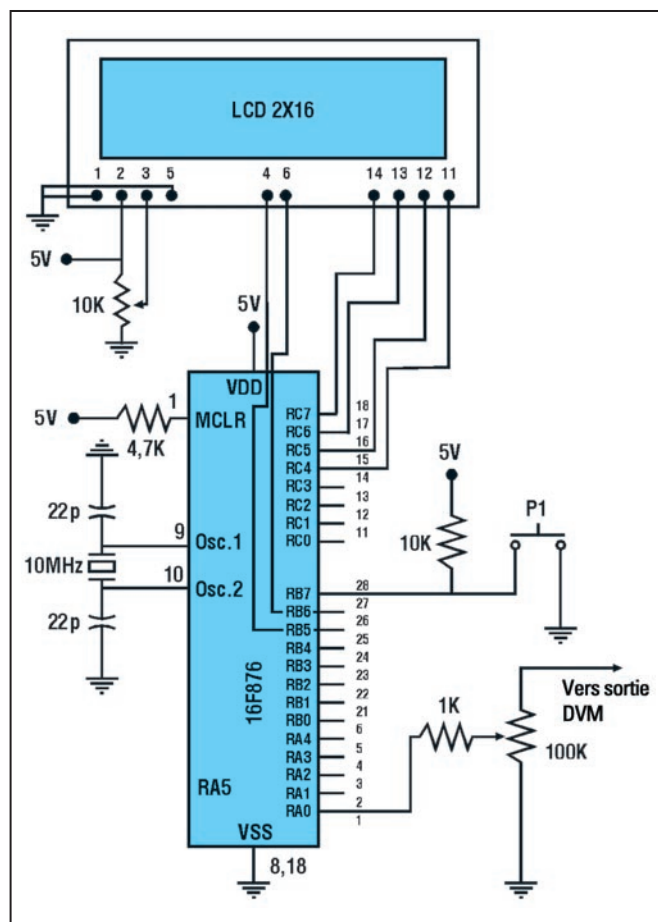 LCD 2X16
1 2 3 5 4 6 14 13 12 11
5V
10K
5V
VDD
5V
4,7K
1
MCLR
22p
9
Osc.1
10MHz
10
Osc.2
22p
16F876
RA5
VSS
8,18
RC7 18
RC6 17
RC5 16
RC4 15
RC3 14
RC2 13
RC1 12
RC0 11
RB7 28
RB6 27
RB5 26
RB4 25
RB3 24
RB2 23
RB1 22
RB0 21
RA4 6
RA3 5
RA2 4
RA1 3
RA0 2
1
5V
10K
P1
1K
Vers sortie
DVM
100K